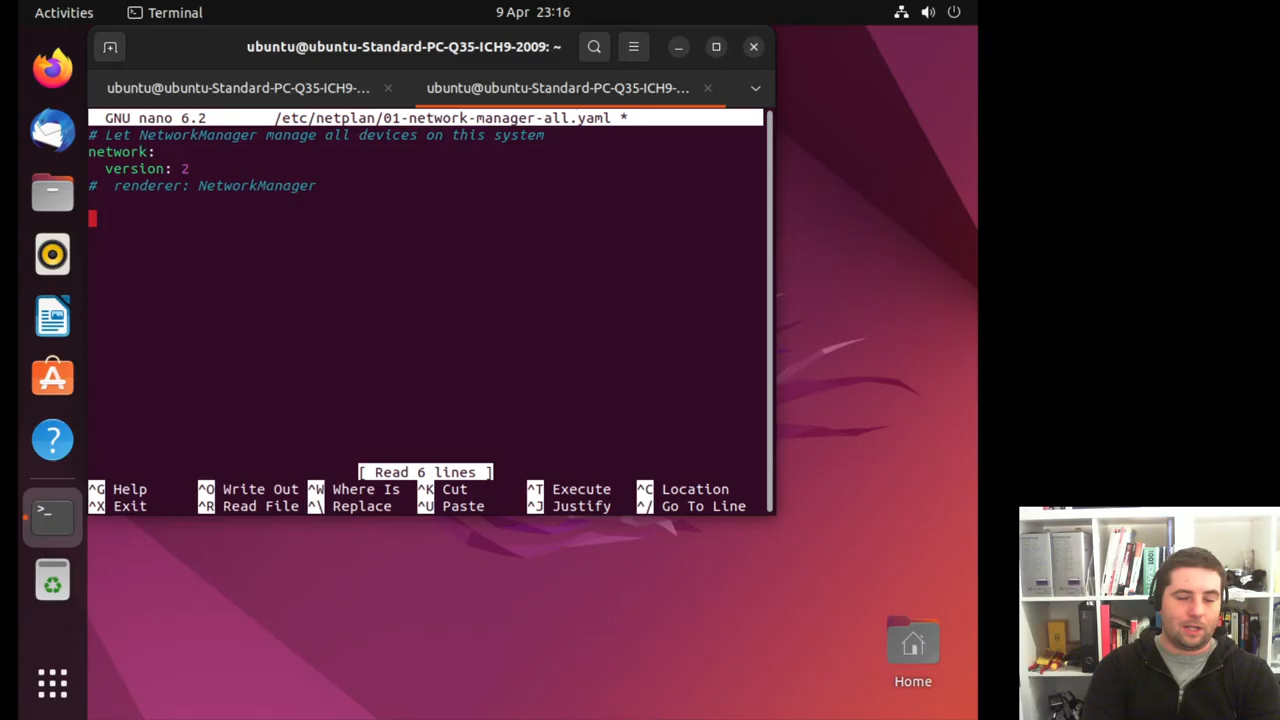 Activities
Terminal
9 Apr 23:16
ubuntu@ubuntu-Standard-PC-Q35-ICH9-2009: ~
ubuntu@ubuntu-Standard-PC-Q35-ICH9-...
ubuntu@ubuntu-Standard-PC-Q35-ICH9-...
GNU nano 6.2 /etc/netplan/01-network-manager-all.yaml *
# Let NetworkManager manage all devices on this system
network:
version: 2
# renderer: NetworkManager
[ Read 6 lines ]
^G Help ^O Write Out ^W Where Is ^K Cut ^T Execute ^C Location
^X Exit ^R Read File ^\ Replace ^U Paste ^J Justify ^/ Go To Line
Home